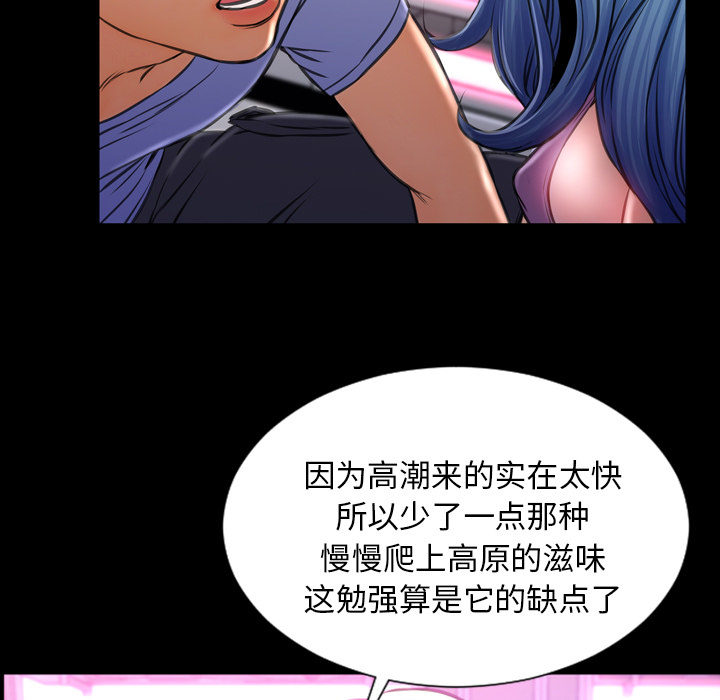 因为高潮来的实在太快
所以少了一点那种
慢慢爬上高原的滋味
这勉强算是它的缺点了